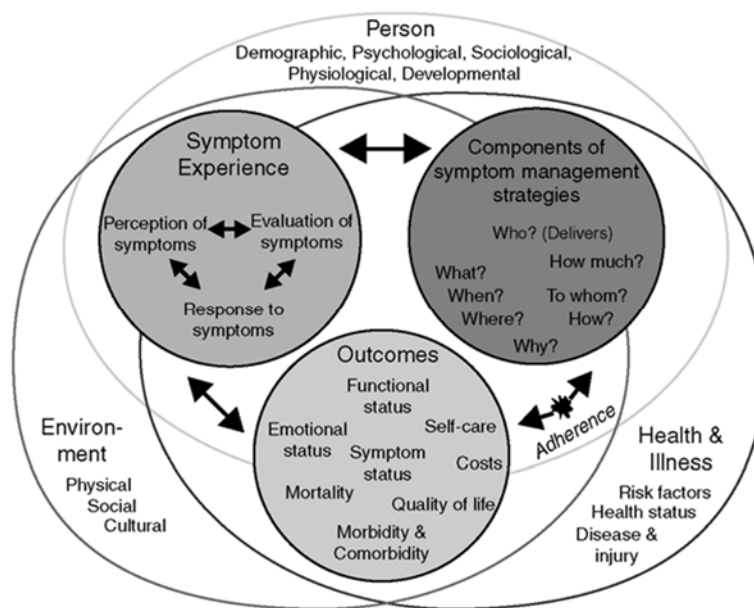 Person
Demographic, Psychological, Sociological,
Physiological, Developmental
Symptom
Experience
Perception of
symptoms
Evaluation of
symptoms
Response to
symptoms
Components of
symptom management
strategies
Who? (Delivers)
How much?
What?
When?
To whom?
Where?
How?
Why?
Outcomes
Functional
status
Self-care
Emotional
status
Symptom
status
Costs
Mortality
Quality of life
Morbidity &
Comorbidity
Adherence
Environ-
ment
Physical
Social
Cultural
Health &
Illness
Risk factors
Health status
Disease &
injury